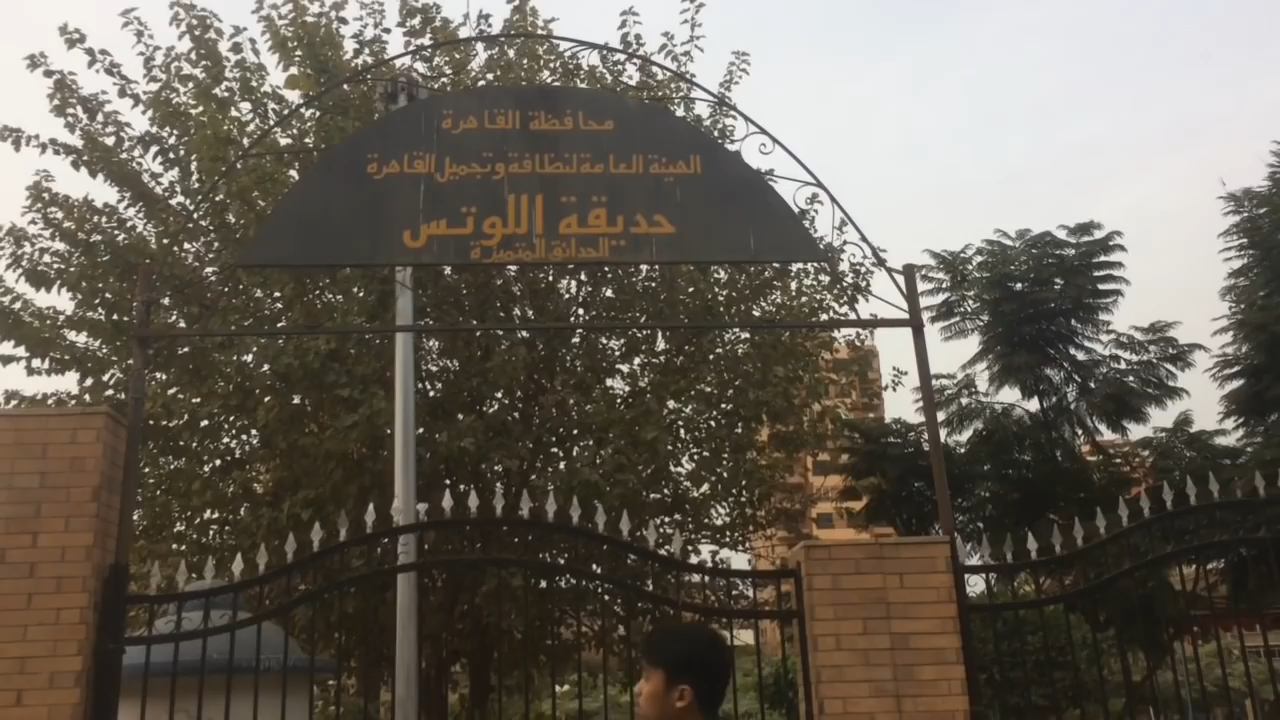 محافظة القاهرة
الهيئة العامة لنظافة وتجميل القاهرة
حديقة اللوتس
الحدائق المتميزة